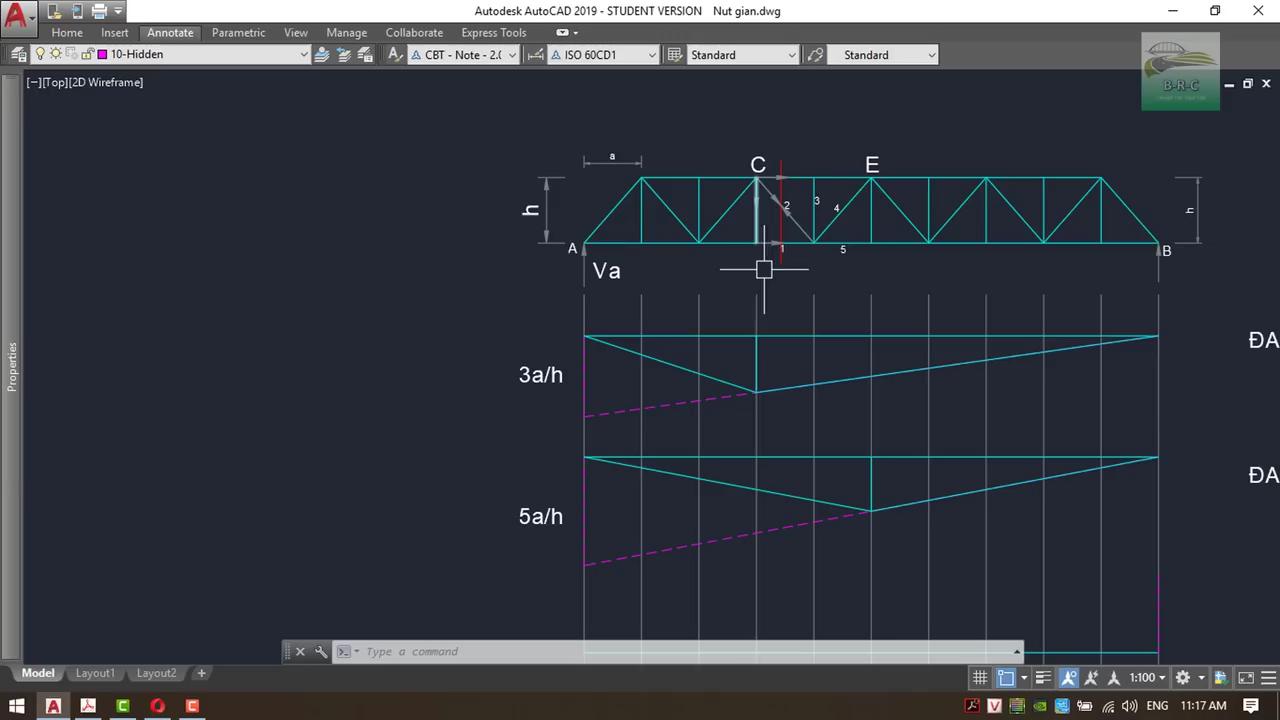 Autodesk AutoCAD 2019 - STUDENT VERSION Nut gian.dwg
Home Insert Annotate Parametric View Manage Collaborate Express Tools
10-Hidden CBT - Note - 2.( ISO 60CD1 Standard Standard
[−][Top][2D Wireframe]
B-R-C
a
C E
h 2 3 4 h
A 1 5 B
Va
Properties
3a/h
ĐA
5a/h
ĐA
Type a command
Model Layout1 Layout2 +
1:100
ENG 11:17 AM